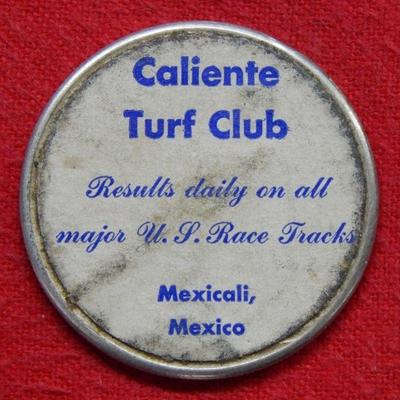 Caliente
Turf Club
Results daily on all
major U. S. Race Tracks
Mexicali,
Mexico